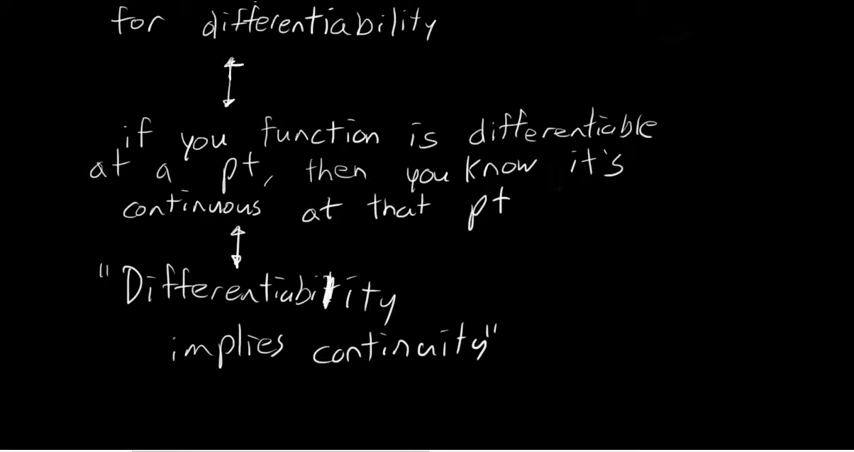 for differentiability
if you function is differentiable
at a pt, then you know it's
continuous at that pt
"Differentiability
implies continuity"